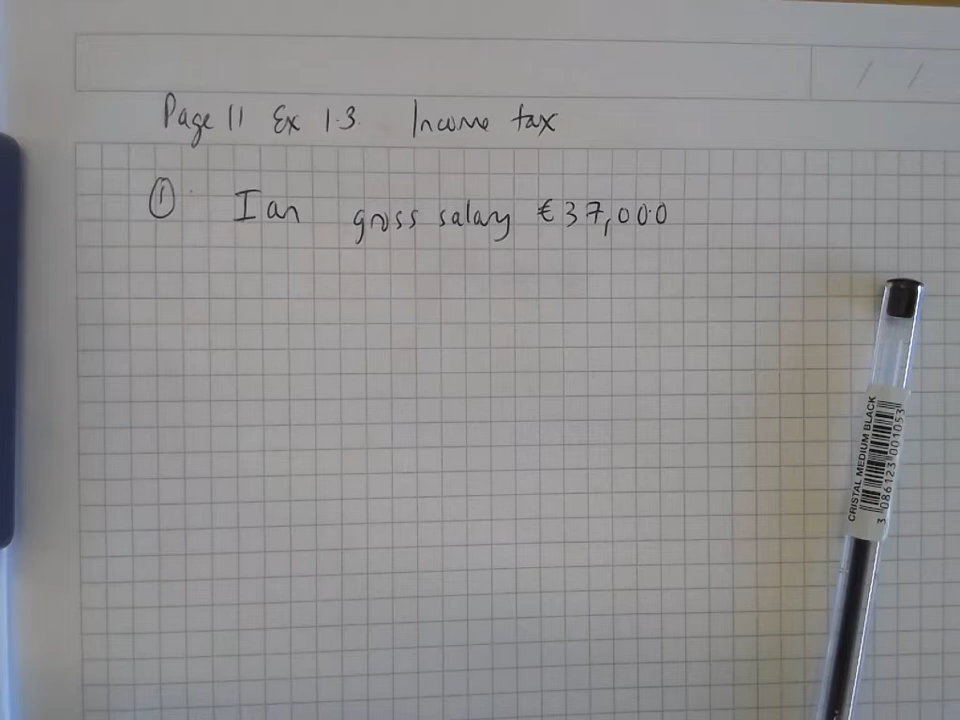 Page 11 Ex 1.3. Income tax
① Ian gross salary €37,000
/ /
CRISTAL MEDIUM BLACK
3 086123 001053